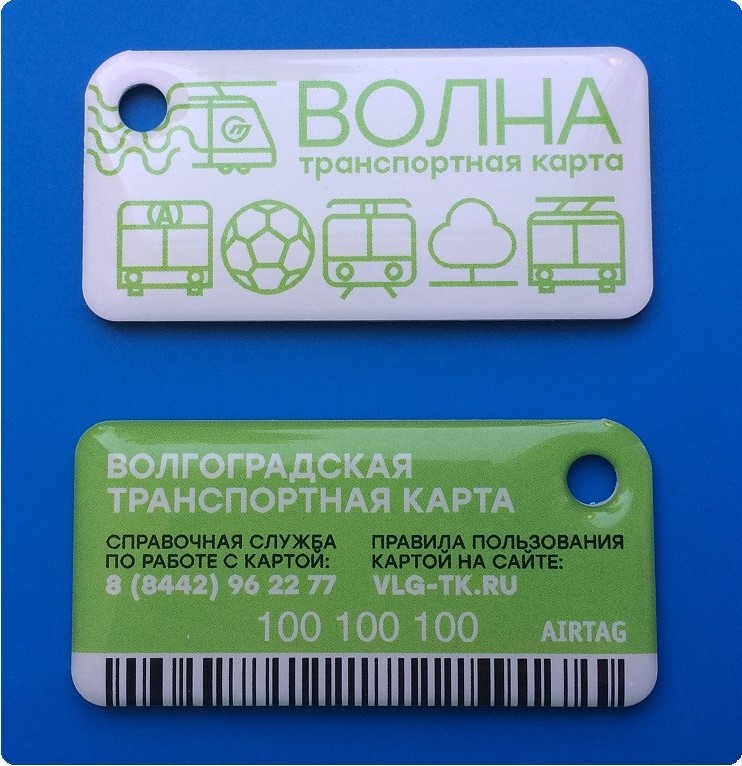 ВОЛНА
транспортная карта
А
ВОЛГОГРАДСКАЯ
ТРАНСПОРТНАЯ КАРТА
СПРАВОЧНАЯ СЛУЖБА
ПО РАБОТЕ С КАРТОЙ:
8 (8442) 96 22 77
ПРАВИЛА ПОЛЬЗОВАНИЯ
КАРТОЙ НА САЙТЕ:
VLG-TK.RU
100 100 100
AIRTAG